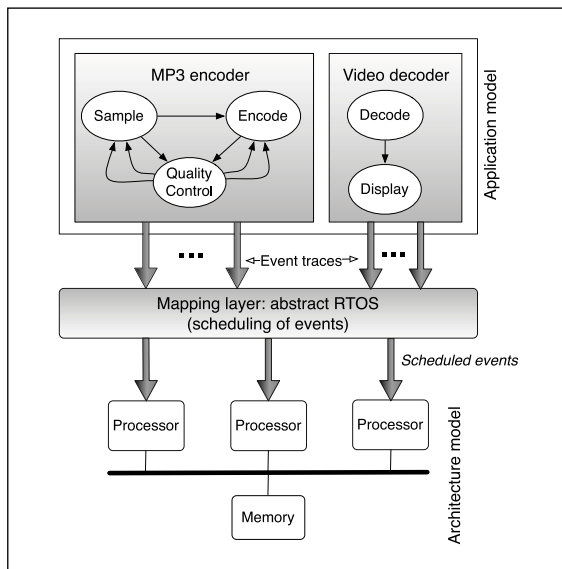 MP3 encoder
Video decoder
Sample
Encode
Quality
Control
Decode
Display
Application model
Event traces
Mapping layer: abstract RTOS
(scheduling of events)
Scheduled events
Processor
Processor
Processor
Memory
Architecture model